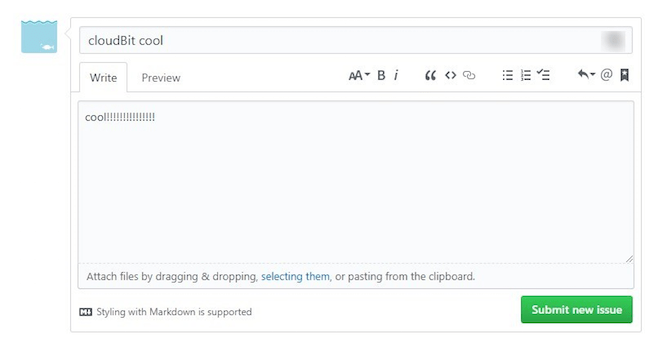 cloudBit cool
Write
Preview
AA B i
cool!!!!!!!!!!!!!!!
Attach files by dragging & dropping, selecting them, or pasting from the clipboard.
Styling with Markdown is supported
Submit new issue